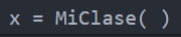 x = MiClase( )